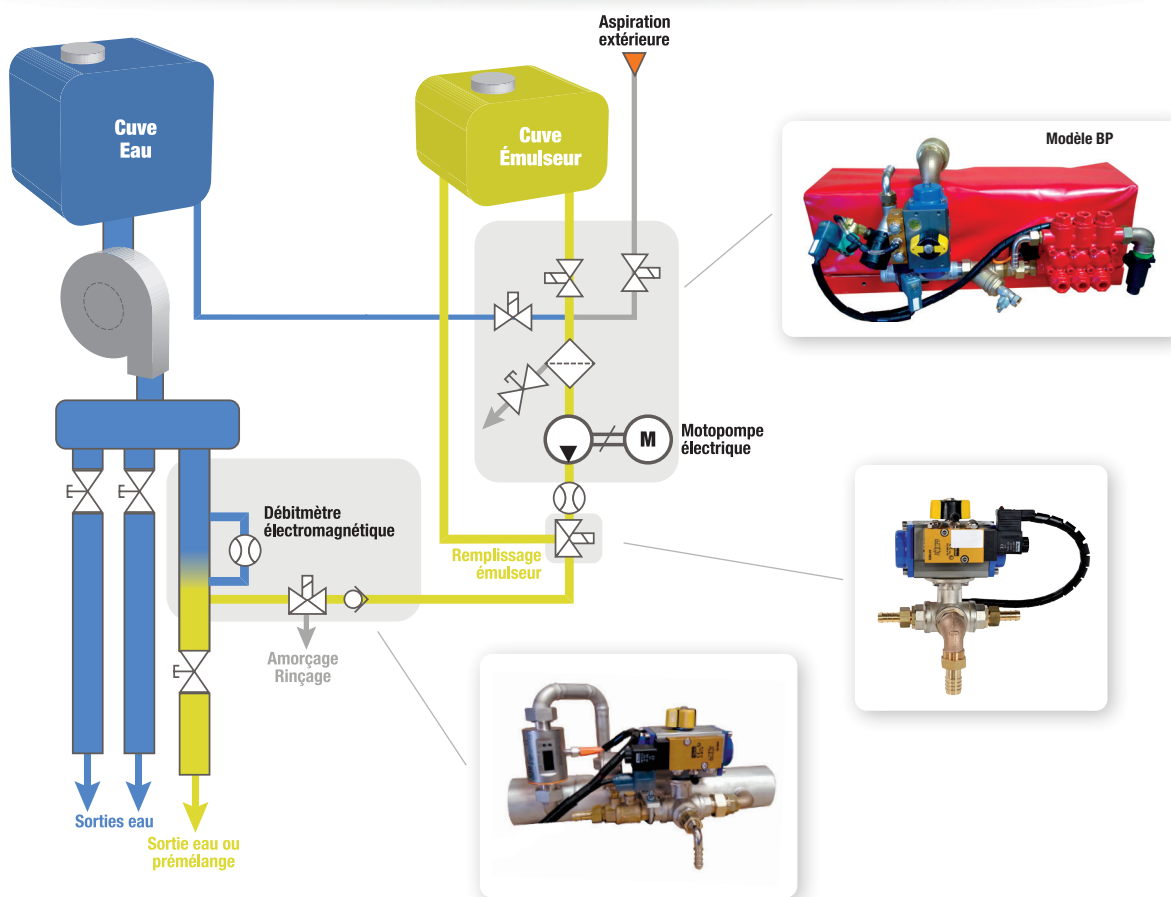 Aspiration
extérieure
Cuve
Eau
Cuve
Émulseur
Modèle BP
M
Motopompe
électrique
Débitmètre
électromagnétique
Remplissage
émulseur
Amorçage
Rinçage
Sorties eau
Sortie eau ou
prémélange